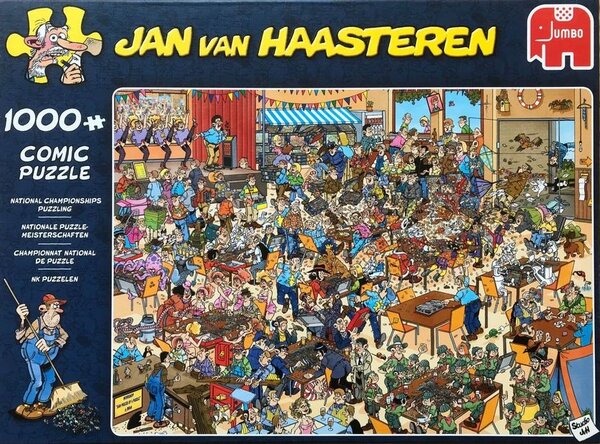 JAN VAN HAASTEREN
JUMBO
1000
COMIC
PUZZLE
NATIONAL CHAMPIONSHIPS
PUZZLING
NATIONALE PUZZLE-
MEISTERSCHAFTEN
CHAMPIONNAT NATIONAL
DE PUZZLE
NK PUZZELEN